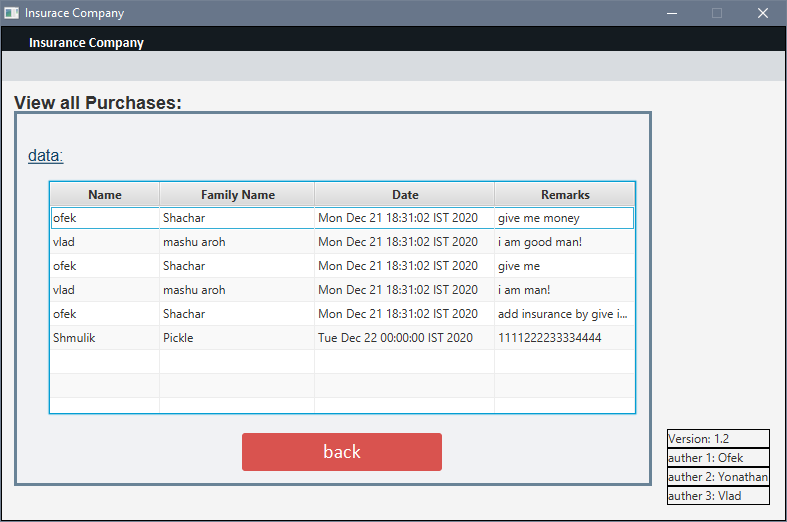 Insurace Company
Insurance Company
View all Purchases:
data:
Name Family Name Date Remarks
ofek Shachar Mon Dec 21 18:31:02 IST 2020 give me money
vlad mashu aroh Mon Dec 21 18:31:02 IST 2020 i am good man!
ofek Shachar Mon Dec 21 18:31:02 IST 2020 give me
vlad mashu aroh Mon Dec 21 18:31:02 IST 2020 i am man!
ofek Shachar Mon Dec 21 18:31:02 IST 2020 add insurance by give i...
Shmulik Pickle Tue Dec 22 00:00:00 IST 2020 1111222233334444
back
Version: 1.2
auther 1: Ofek
auther 2: Yonathan
auther 3: Vlad